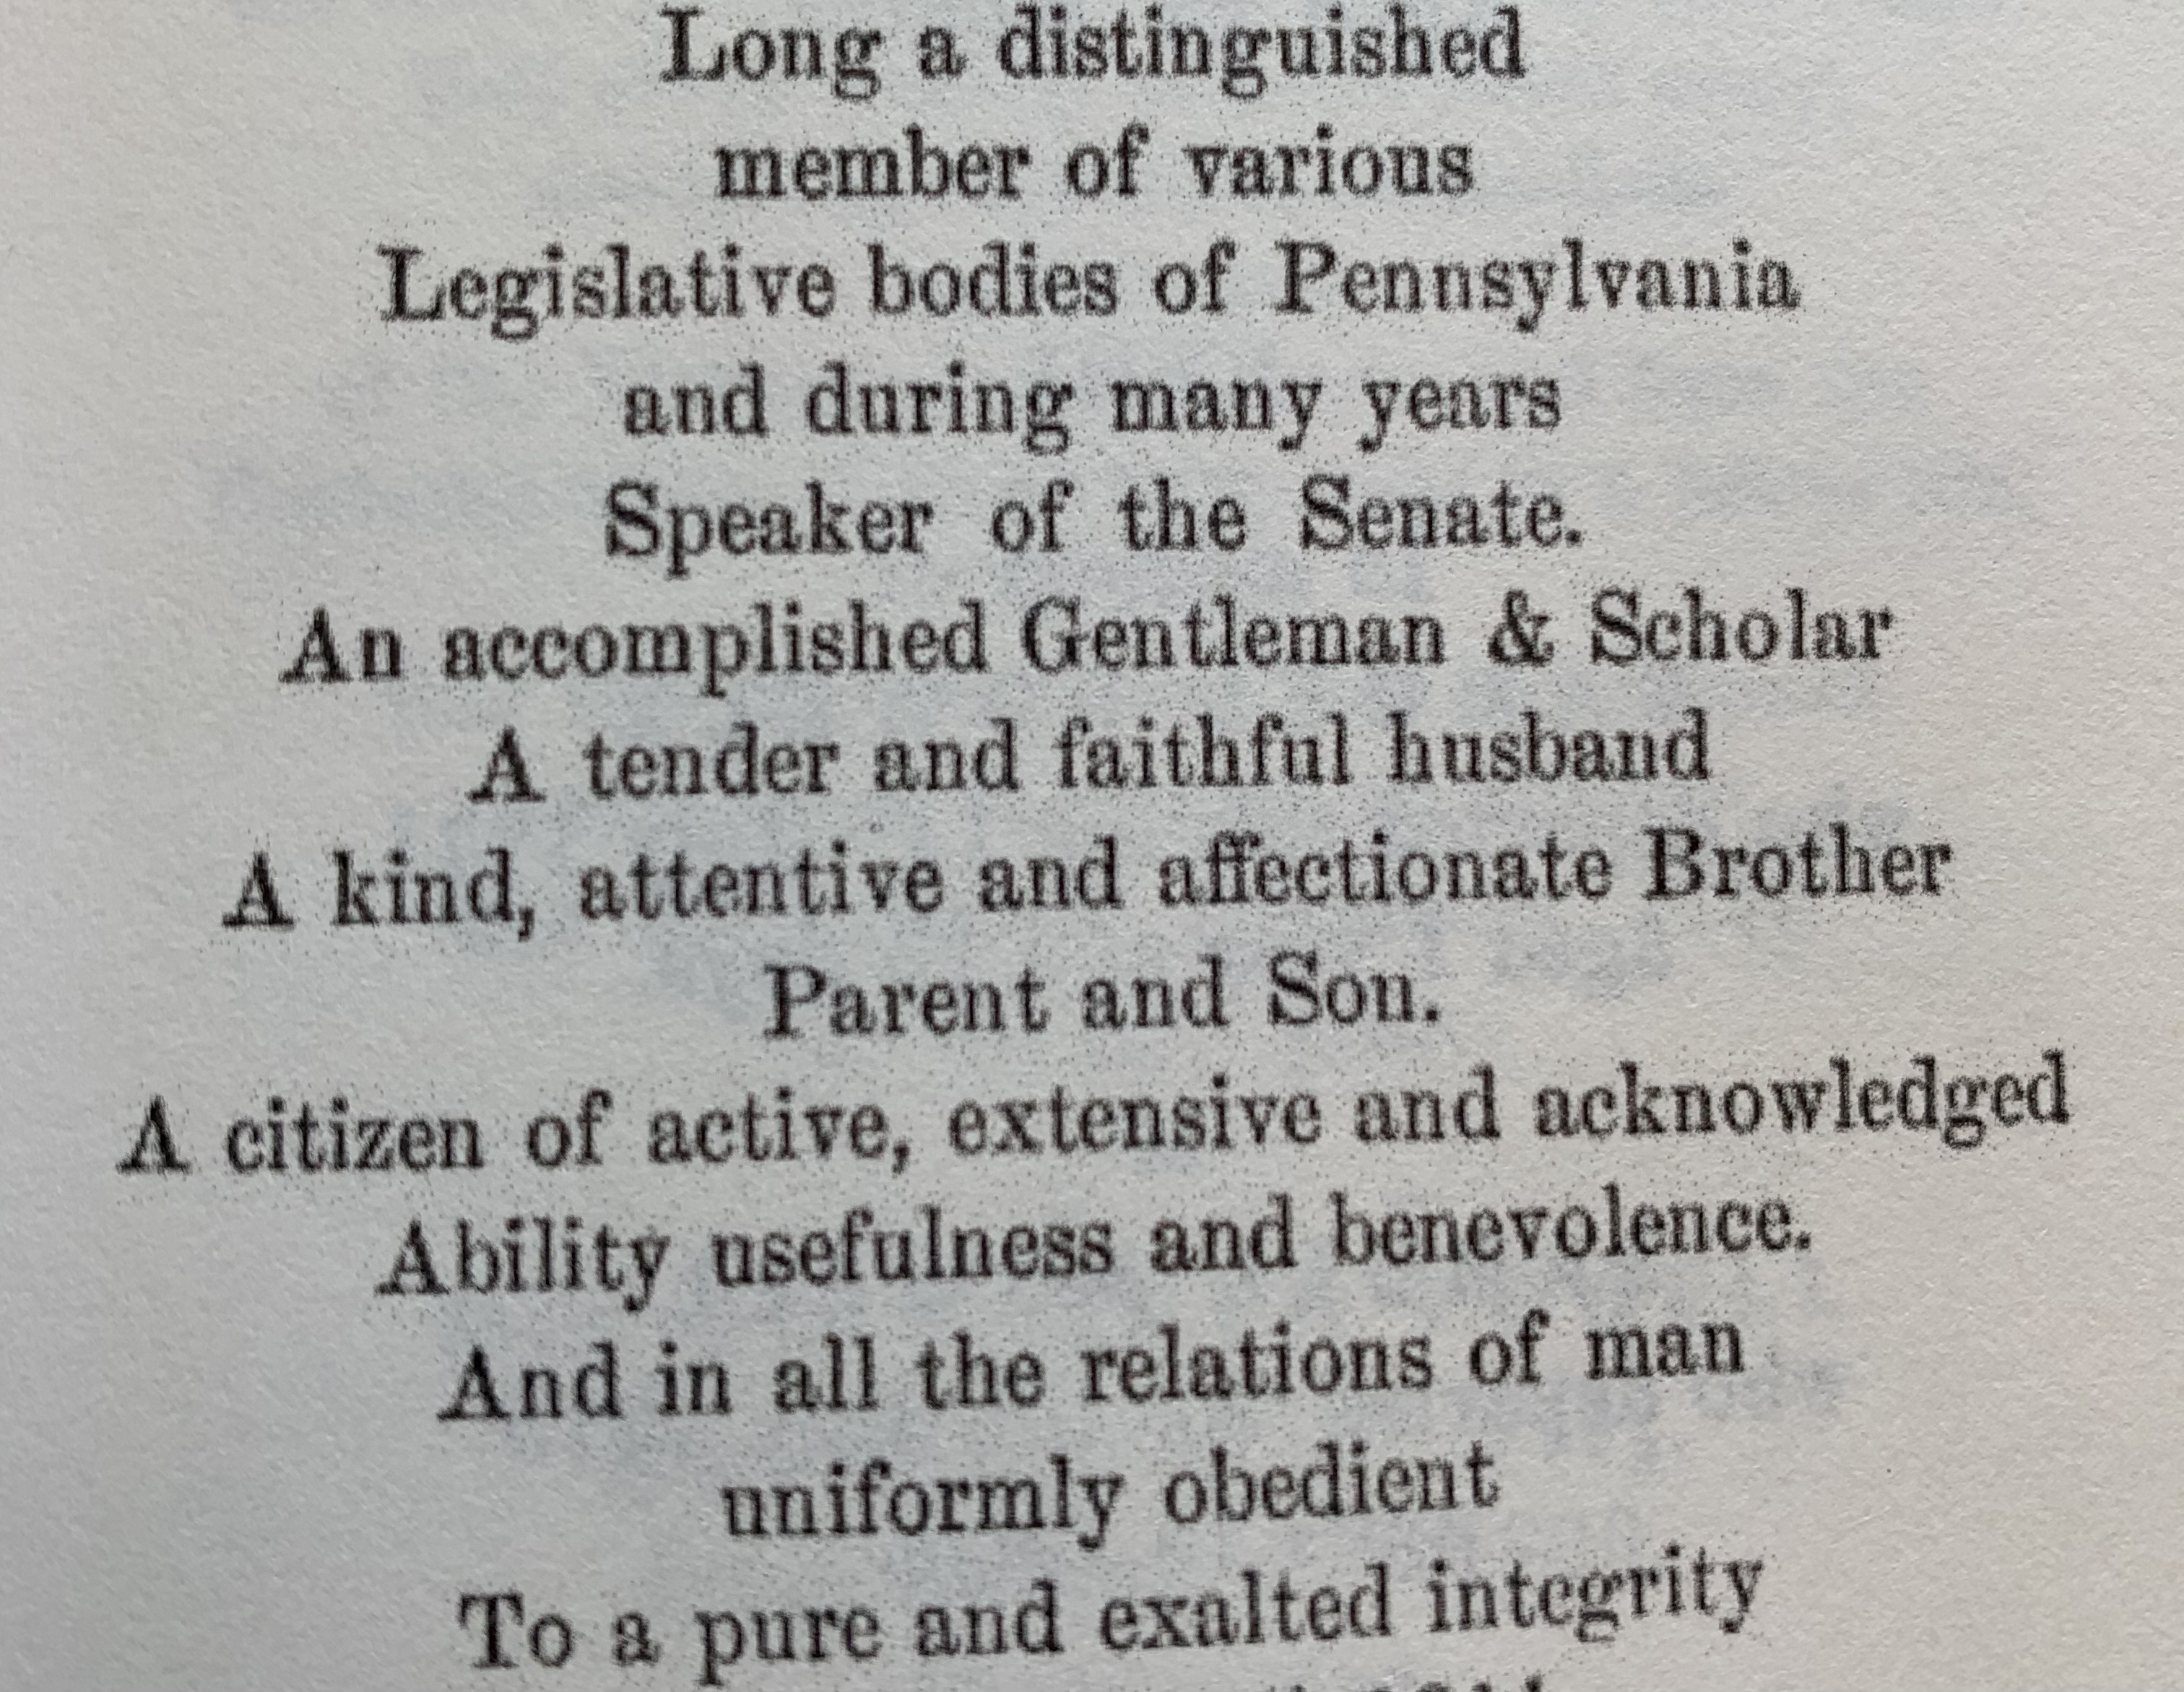 Long a distinguished
member of various
Legislative bodies of Pennsylvania
and during many years
Speaker of the Senate.
An accomplished Gentleman & Scholar
A tender and faithful husband
A kind, attentive and affectionate Brother
Parent and Son.
A citizen of active, extensive and acknowledged
Ability usefulness and benevolence.
And in all the relations of man
uniformly obedient
To a pure and exalted integrity